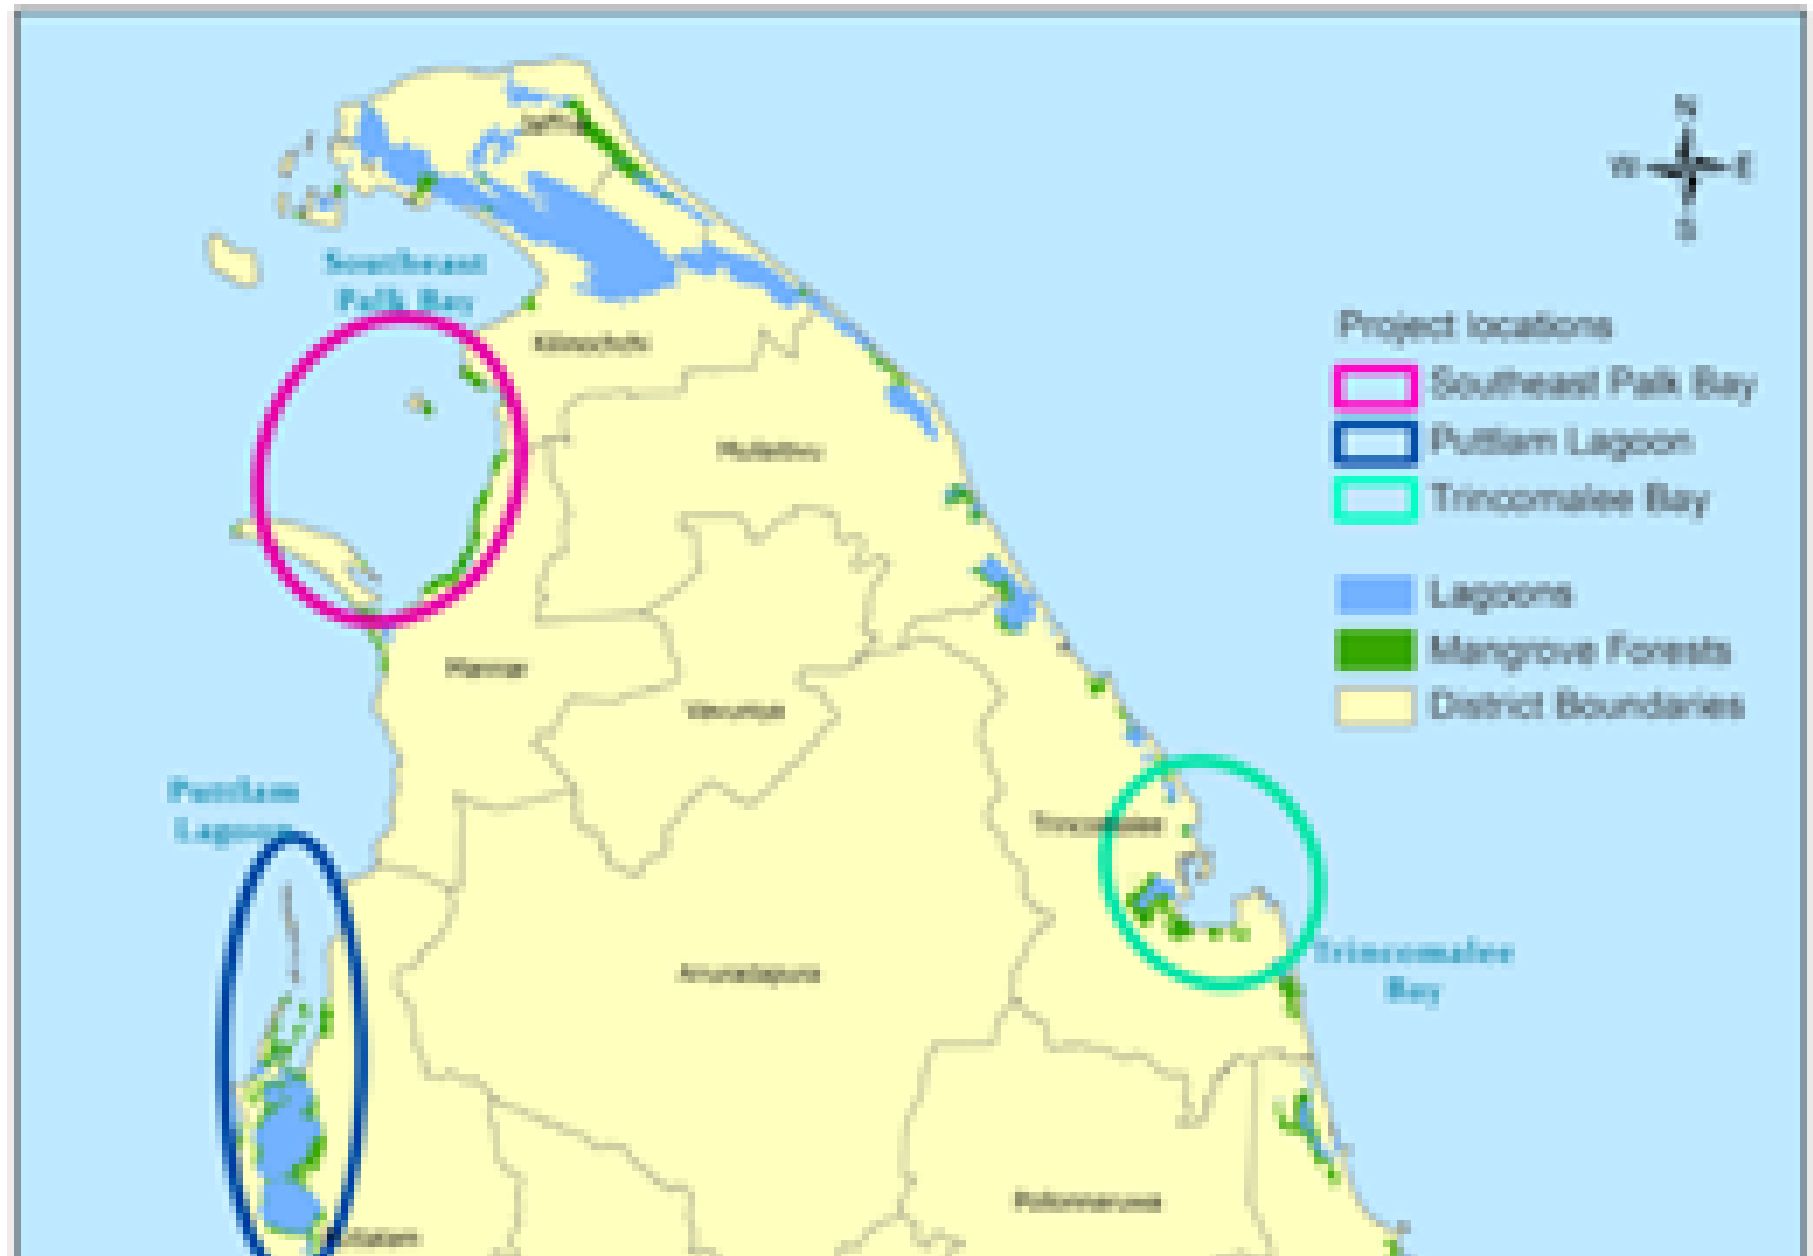 N
W E
S
Jaffna
Southeast
Palk Bay
Project locations
Kilinochchi
Southeast Palk Bay
Puttlam Lagoon
Mullaitivu
Trincomalee Bay
Lagoons
Mangrove Forests
Mannar
District Boundaries
Vavuniya
Puttlam
Lagoon
Trincomalee
Trincomalee
Bay
Anuradapura
Polonnaruwa